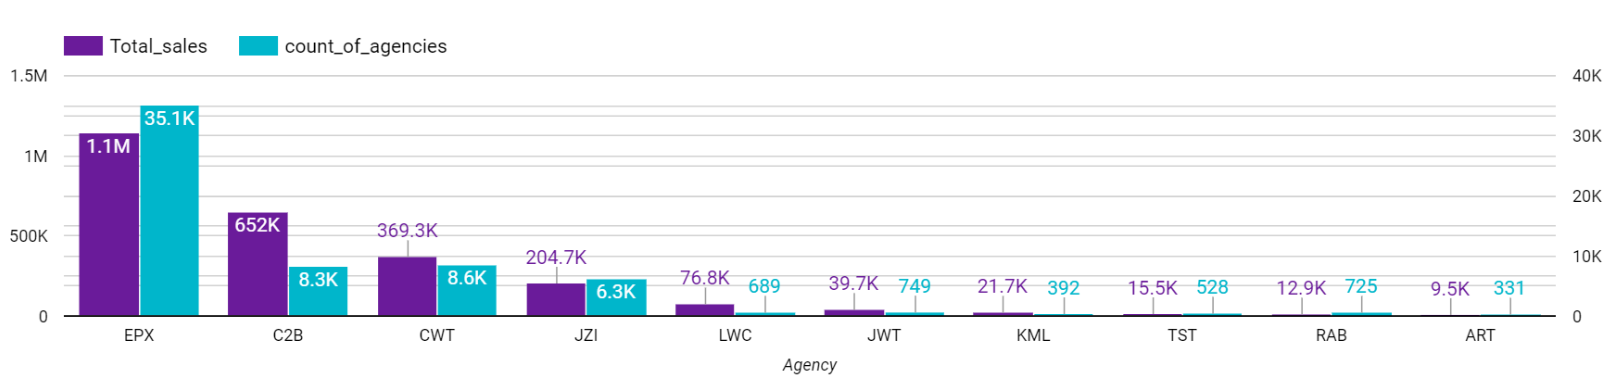 Total_sales count_of_agencies
1.5M 40K
35.1K
1.1M 30K
1M
652K 20K
500K 369.3K
204.7K 10K
8.3K 8.6K 6.3K 76.8K 689 39.7K 749 21.7K 392 15.5K 528 12.9K 725 9.5K 331
0 0
EPX C2B CWT JZI LWC JWT KML TST RAB ART
Agency